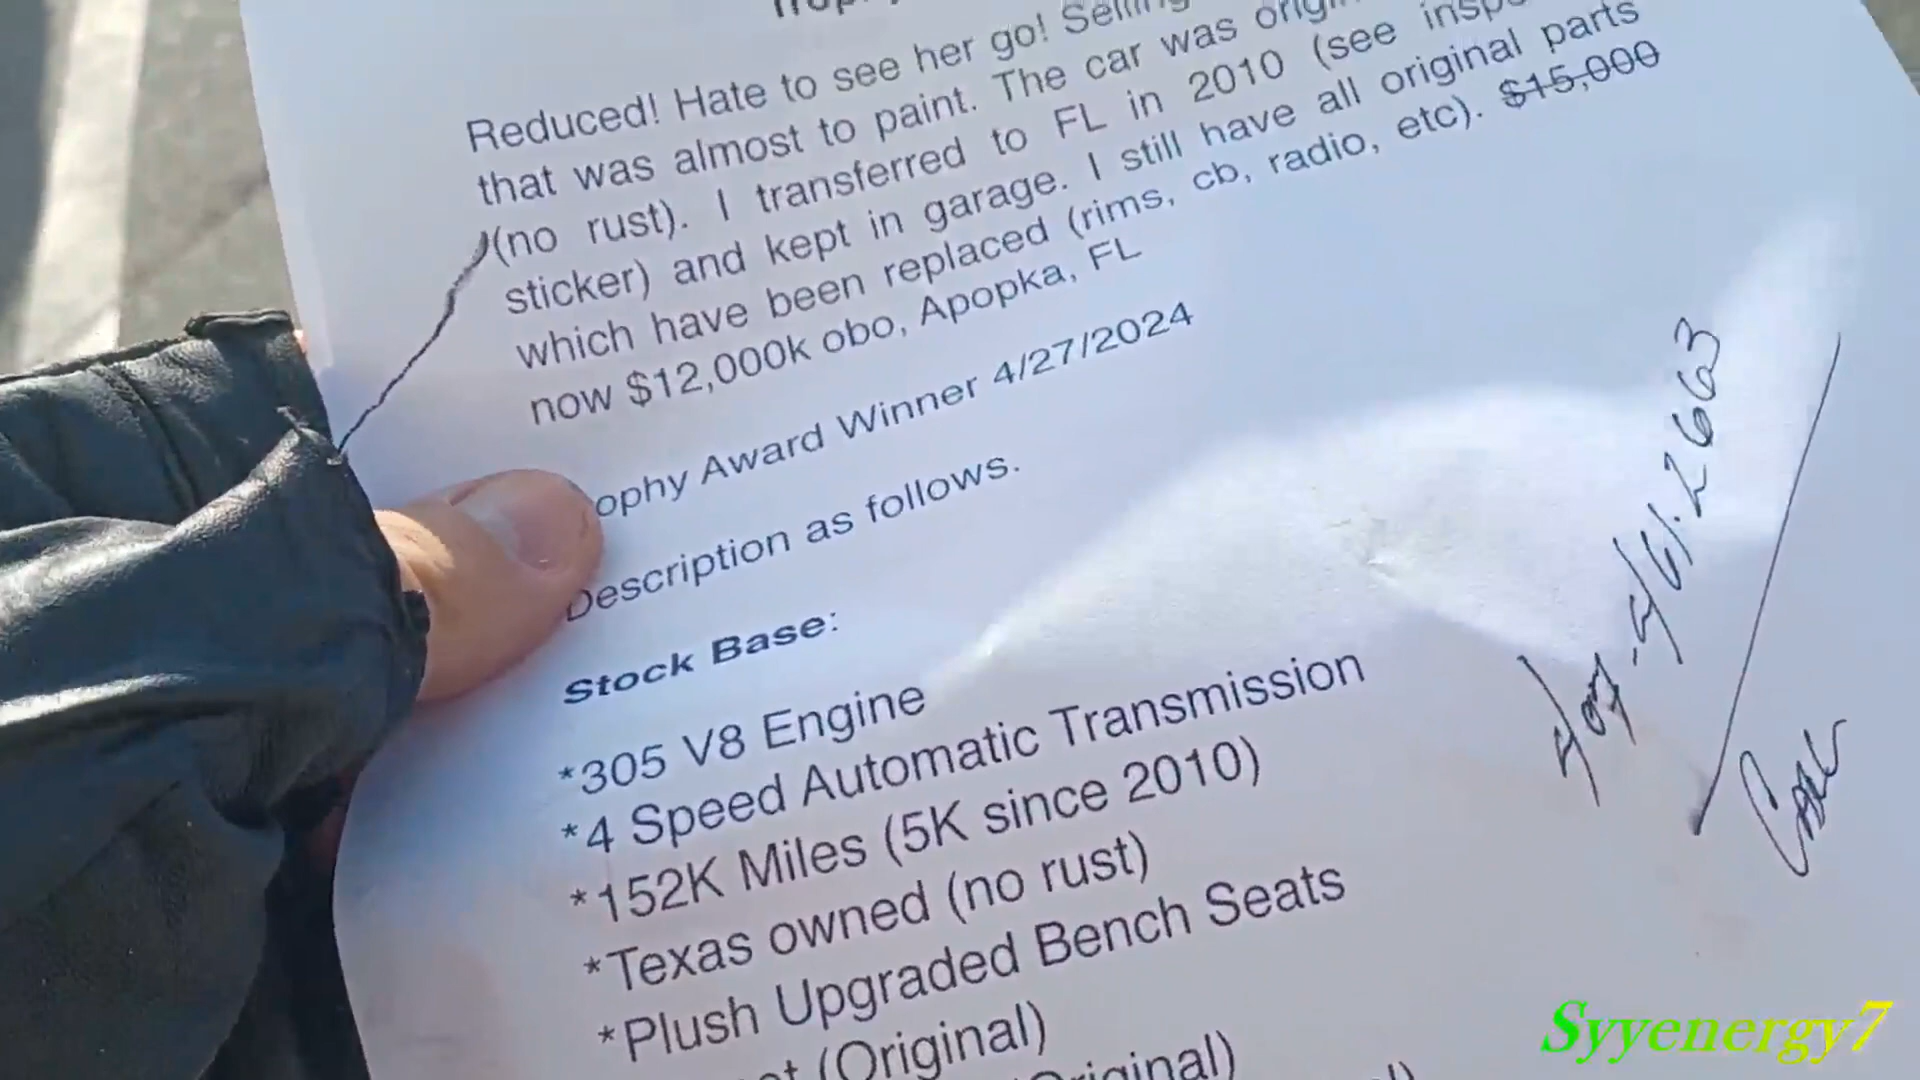 Reduced! Hate to see her go! Selling
that was almost to paint. The car was
(no rust). I transferred to FL in 2010 (see
sticker) and kept in garage. I still have all original parts
which have been replaced (rims, cb, radio, etc). $15,000
now $12,000k obo, Apopka, FL
ophy Award Winner 4/27/2024
Description as follows.
Stock Base:
*305 V8 Engine
*4 Speed Automatic Transmission
*152K Miles (5K since 2010)
*Texas owned (no rust)
*Plush Upgraded Bench Seats
(Original)
Syyenergy7